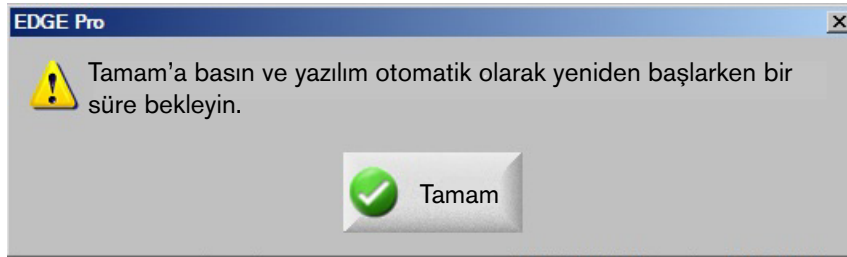 EDGE Pro
Tamam’a basın ve yazılım otomatik olarak yeniden başlarken bir
süre bekleyin.
Tamam